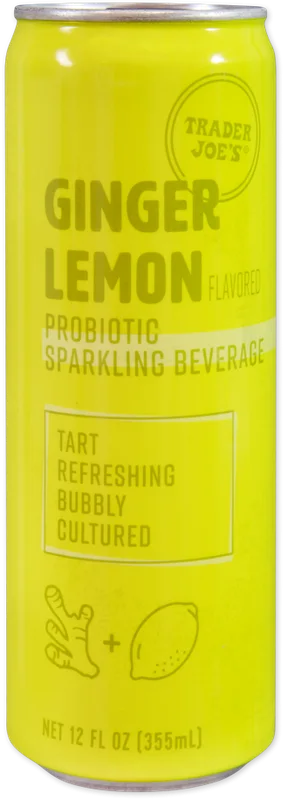 TRADER
JOE'S®
GINGER
LEMON FLAVORED
PROBIOTIC
SPARKLING BEVERAGE
TART
REFRESHING
BUBBLY
CULTURED
+
NET 12 FL OZ (355mL)